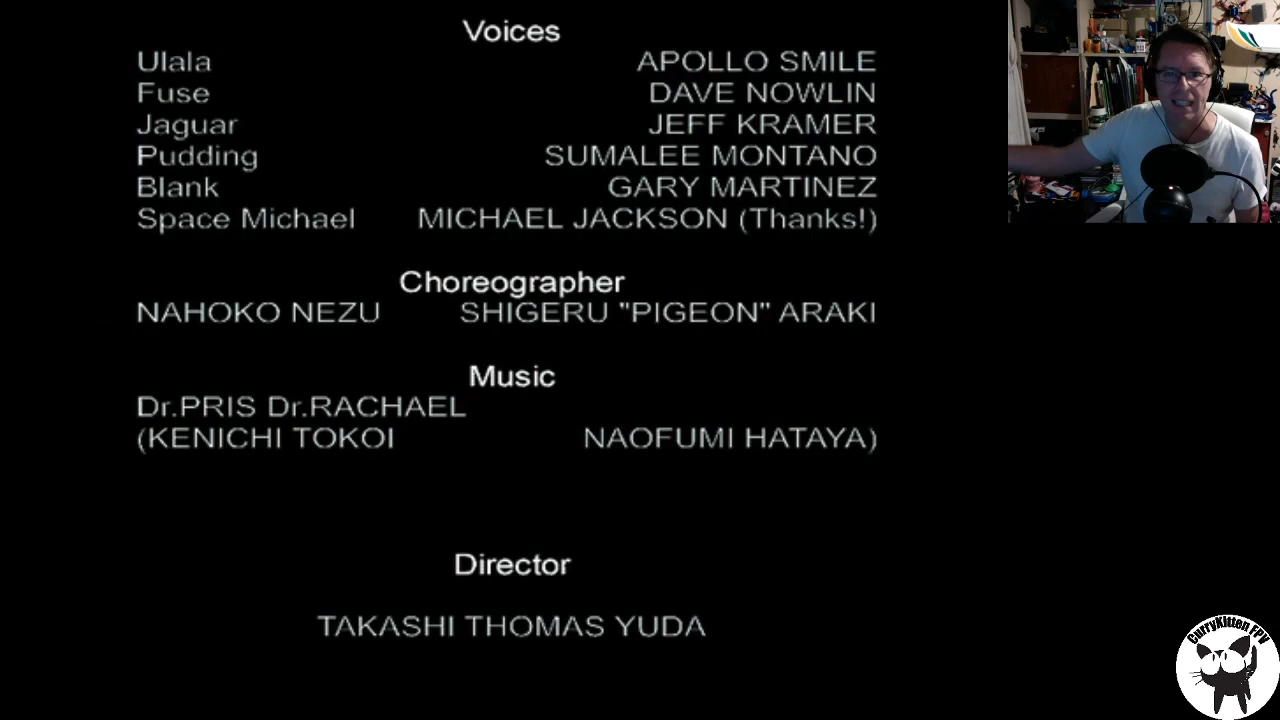 Voices
Ulala APOLLO SMILE
Fuse DAVE NOWLIN
Jaguar JEFF KRAMER
Pudding SUMALEE MONTANO
Blank GARY MARTINEZ
Space Michael MICHAEL JACKSON (Thanks!)
Choreographer
NAHOKO NEZU SHIGERU "PIGEON" ARAKI
Music
Dr.PRIS Dr.RACHAEL
(KENICHI TOKOI NAOFUMI HATAYA)
Director
TAKASHI THOMAS YUDA
CurryKitten FPV